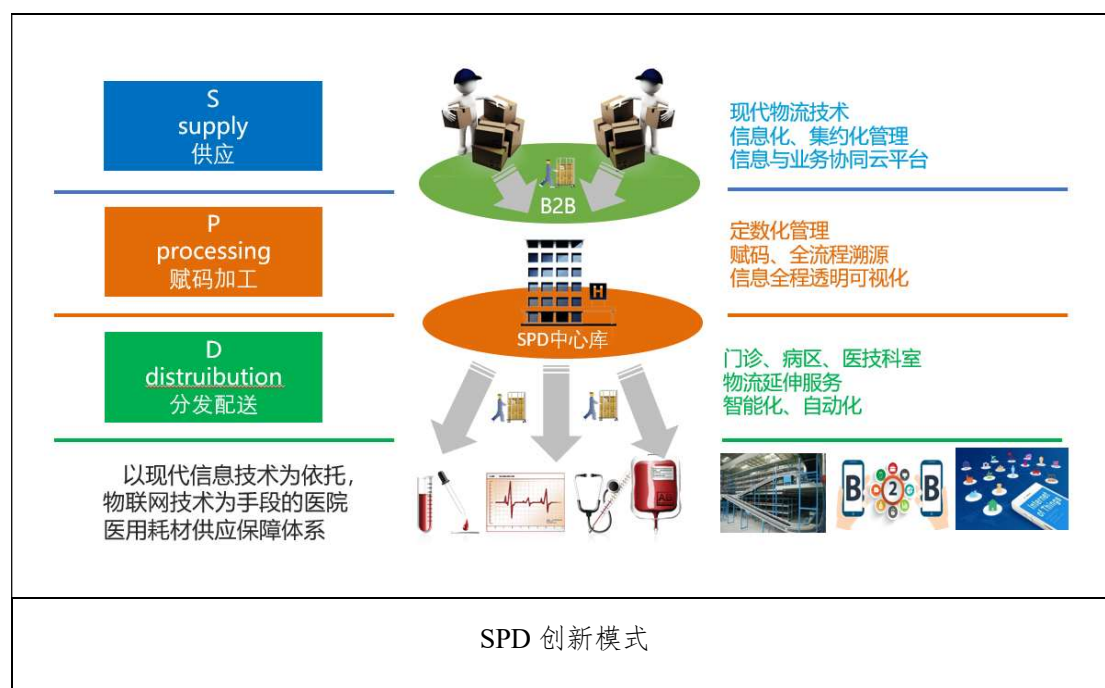 S
supply
供应
B2B
现代物流技术
信息化、集约化管理
信息与业务协同云平台
P
processing
赋码加工
H
SPD中心库
定数化管理
赋码、全流程溯源
信息全程透明可视化
D
distruibution
分发配送
门诊、病区、医技科室
物流延伸服务
智能化、自动化
以现代信息技术为依托，
物联网技术为手段的医院
医用耗材供应保障体系
B 2 B
Internet
of Things
SPD 创新模式